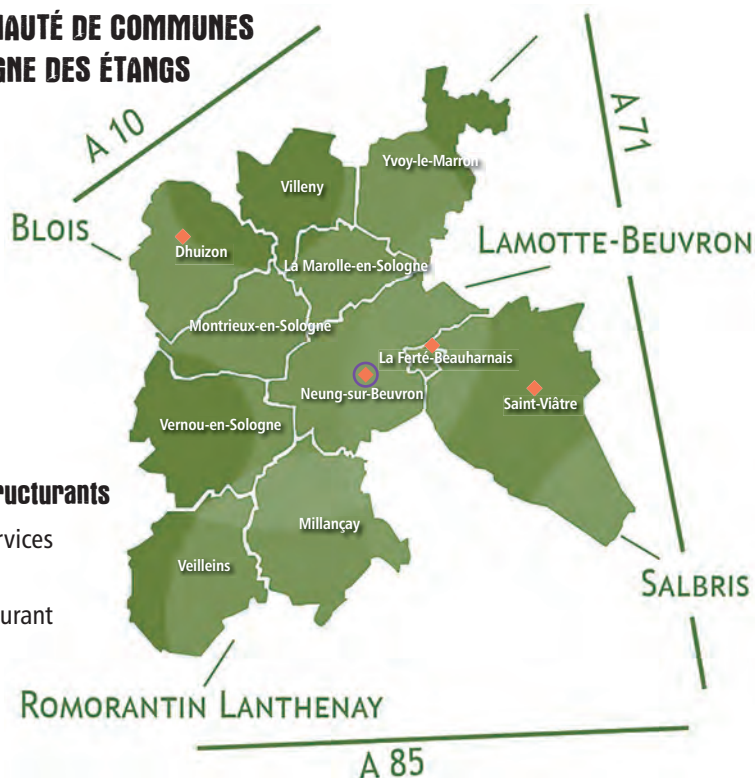 NAUTÉ DE COMMUNES
GNE DES ÉTANGS
A 10
A 71
Yvoy-le-Marron
Villeny
BLOIS
Dhuizon
LAMOTTE-BEUVRON
La Marolle-en-Sologne
Montrieux-en-Sologne
La Ferté-Beauharnais
Neung-sur-Beuvron
Saint-Viâtre
Vernou-en-Sologne
ructurants
Millançay
rvices
Veilleins
SALBRIS
urant
ROMORANTIN LANTHENAY
A 85